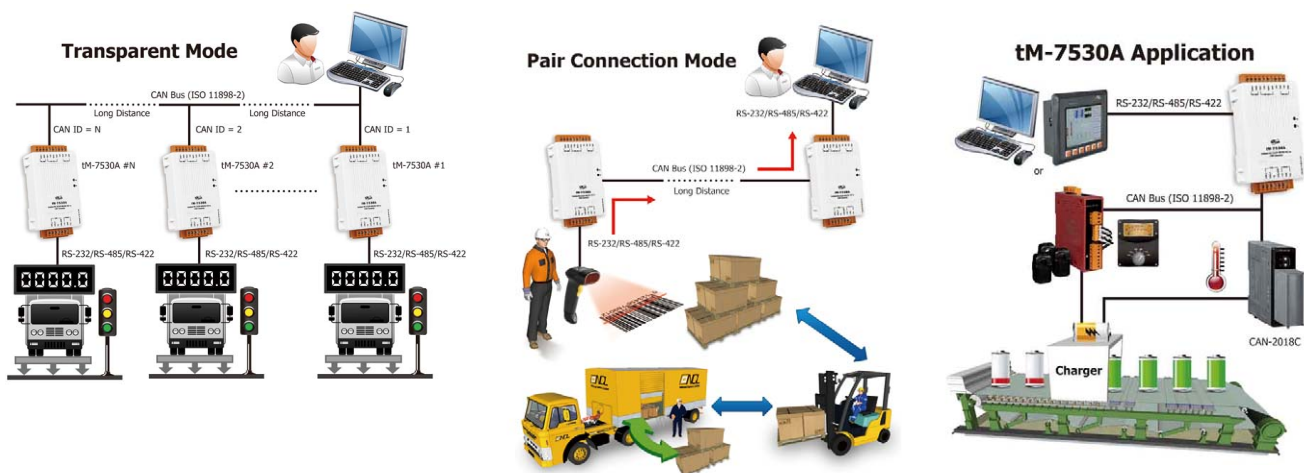 Transparent Mode
CAN Bus (ISO 11898-2)
Long Distance
Long Distance
CAN ID = N
CAN ID = 2
CAN ID = 1
tM-7530A #N
tM-7530A #2
tM-7530A #1
RS-232/RS-485/RS-422
RS-232/RS-485/RS-422
RS-232/RS-485/RS-422
00000.0
00000.0
00000.0
Pair Connection Mode
RS-232/RS-485/RS-422
CAN Bus (ISO 11898-2)
Long Distance
RS-232/RS-485/RS-422
tM-7530A Application
RS-232/RS-485/RS-422
or
CAN Bus (ISO 11898-2)
CAN-2018C
Charger